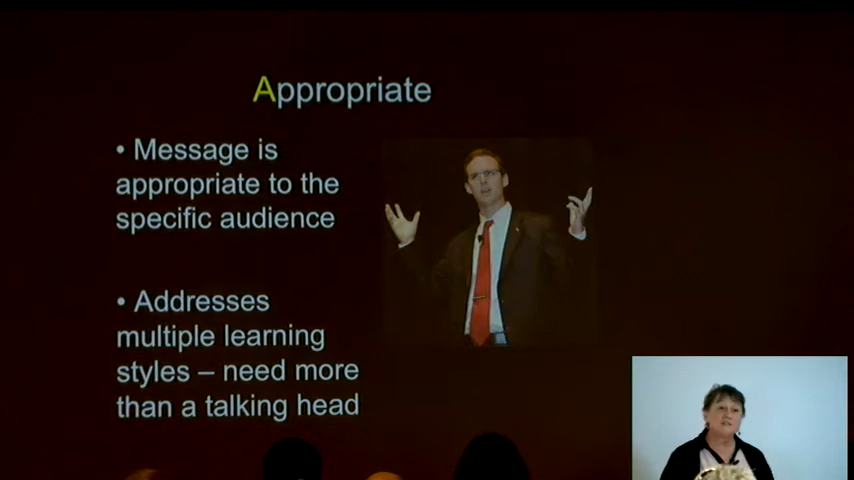 Appropriate
• Message is
appropriate to the
specific audience
• Addresses
multiple learning
styles – need more
than a talking head